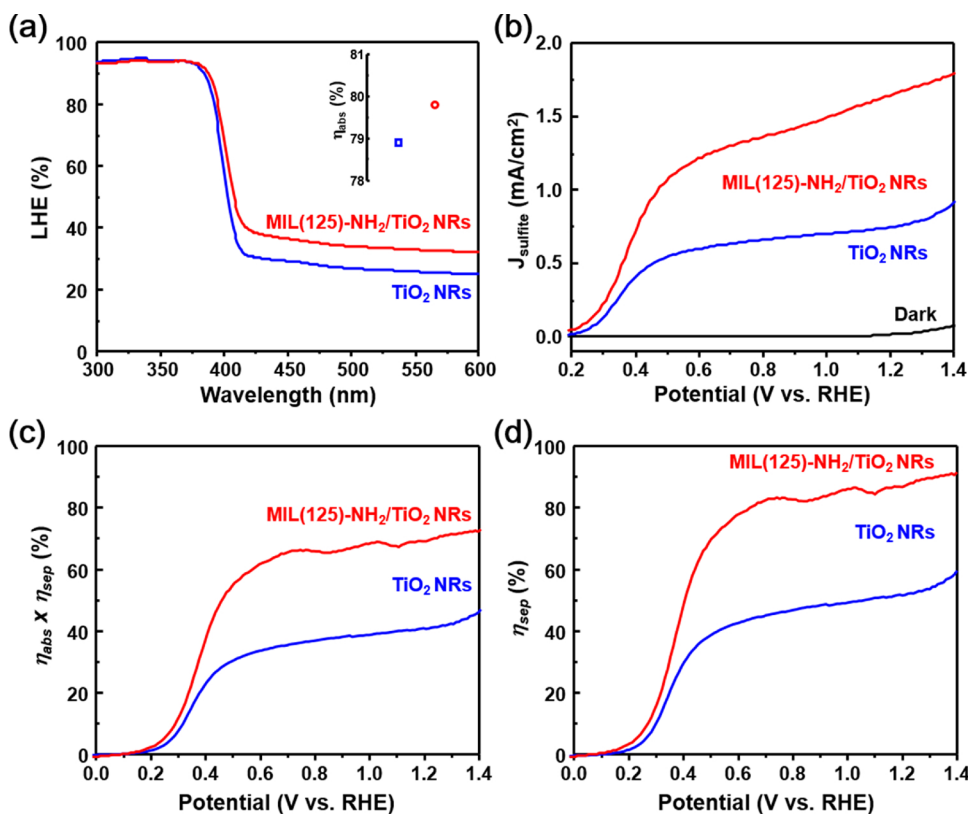 (a)
100
80
60
40
20
0
LHE (%)
300 350 400 450 500 550 600
Wavelength (nm)
81
80
79
78
ηabs (%)
MIL(125)-NH2/TiO2 NRs
TiO2 NRs
(b)
2.0
1.5
1.0
0.5
0.0
Jsulfite (mA/cm2)
0.2 0.4 0.6 0.8 1.0 1.2 1.4
Potential (V vs. RHE)
MIL(125)-NH2/TiO2 NRs
TiO2 NRs
Dark
(c)
100
80
60
40
20
0
ηabs X ηsep (%)
0.0 0.2 0.4 0.6 0.8 1.0 1.2 1.4
Potential (V vs. RHE)
MIL(125)-NH2/TiO2 NRs
TiO2 NRs
(d)
100
80
60
40
20
0
ηsep (%)
0.0 0.2 0.4 0.6 0.8 1.0 1.2 1.4
Potential (V vs. RHE)
MIL(125)-NH2/TiO2 NRs
TiO2 NRs